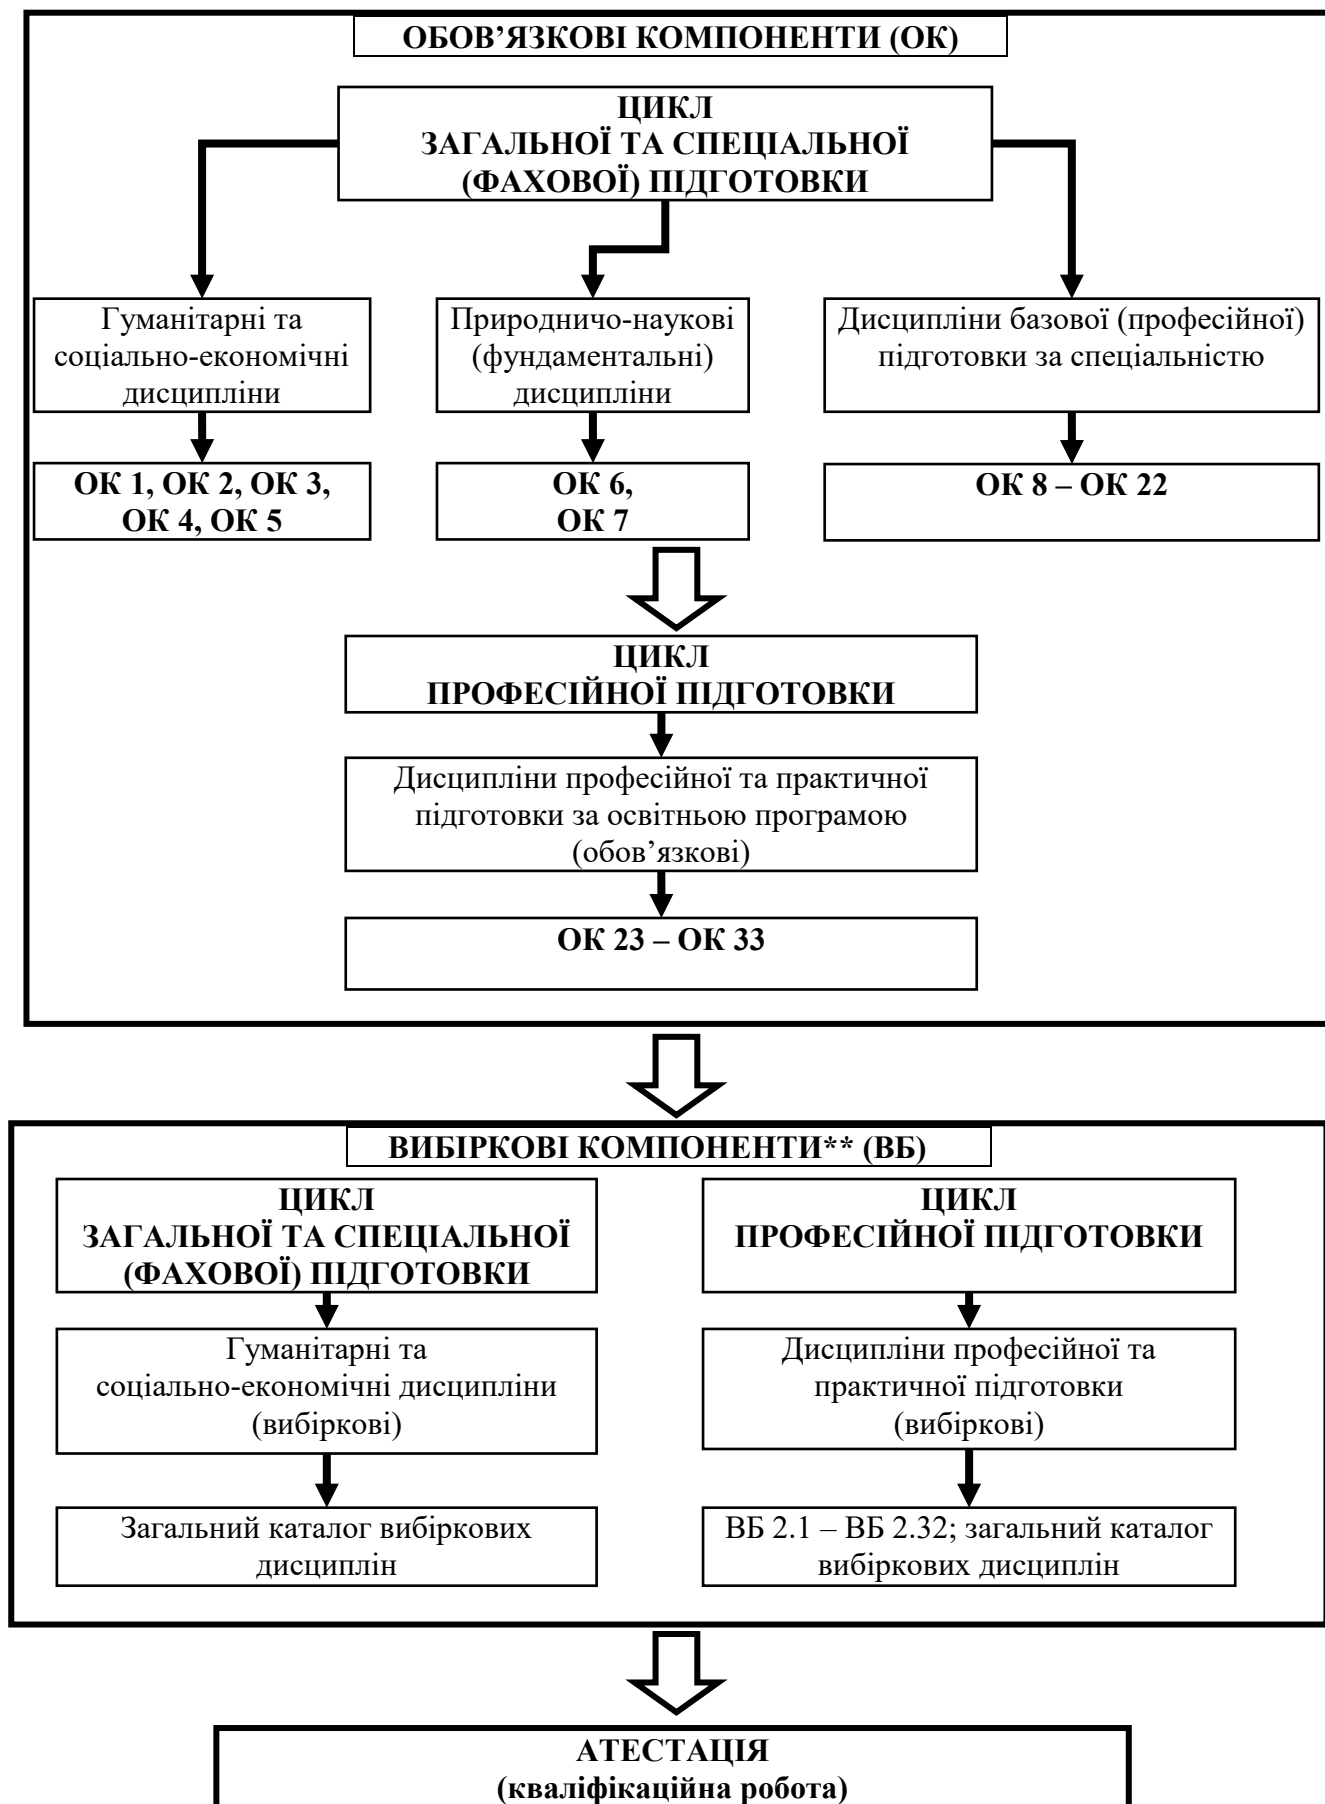 ОБОВ’ЯЗКОВІ КОМПОНЕНТИ (ОК)
ЦИКЛ
ЗАГАЛЬНОЇ ТА СПЕЦІАЛЬНОЇ
(ФАХОВОЇ) ПІДГОТОВКИ
Гуманітарні та
соціально-економічні
дисципліни
Природничо-наукові
(фундаментальні)
дисципліни
Дисципліни базової (професійної)
підготовки за спеціальністю
ОК 1, ОК 2, ОК 3,
ОК 4, ОК 5
ОК 6,
ОК 7
ОК 8 – ОК 22
ЦИКЛ
ПРОФЕСІЙНОЇ ПІДГОТОВКИ
Дисципліни професійної та практичної
підготовки за освітньою програмою
(обов’язкові)
ОК 23 – ОК 33
ВИБІРКОВІ КОМПОНЕНТИ** (ВБ)
ЦИКЛ
ЗАГАЛЬНОЇ ТА СПЕЦІАЛЬНОЇ
(ФАХОВОЇ) ПІДГОТОВКИ
ЦИКЛ
ПРОФЕСІЙНОЇ ПІДГОТОВКИ
Гуманітарні та
соціально-економічні дисципліни
(вибіркові)
Дисципліни професійної та
практичної підготовки
(вибіркові)
Загальний каталог вибіркових
дисциплін
ВБ 2.1 – ВБ 2.32; загальний каталог
вибіркових дисциплін
АТЕСТАЦІЯ
(кваліфікаційна робота)